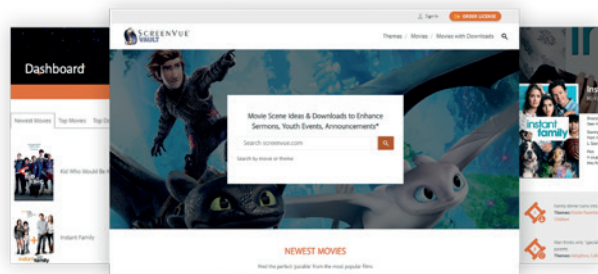 Sign In
ORDER LICENSE
SCREENVUE
VAULT
Themes / Movies / Movies with Downloads
Dashboard
Newest Movies
Top Movies
Kid Who Would Be
Instant Family
Movie Scene Ideas & Downloads to Enhance
Sermons, Youth Events, Announcements*
Search screenvue.com
Search by movie or theme
NEWEST MOVIES
Find the perfect parable from the most popular films
instant
family
Themes: